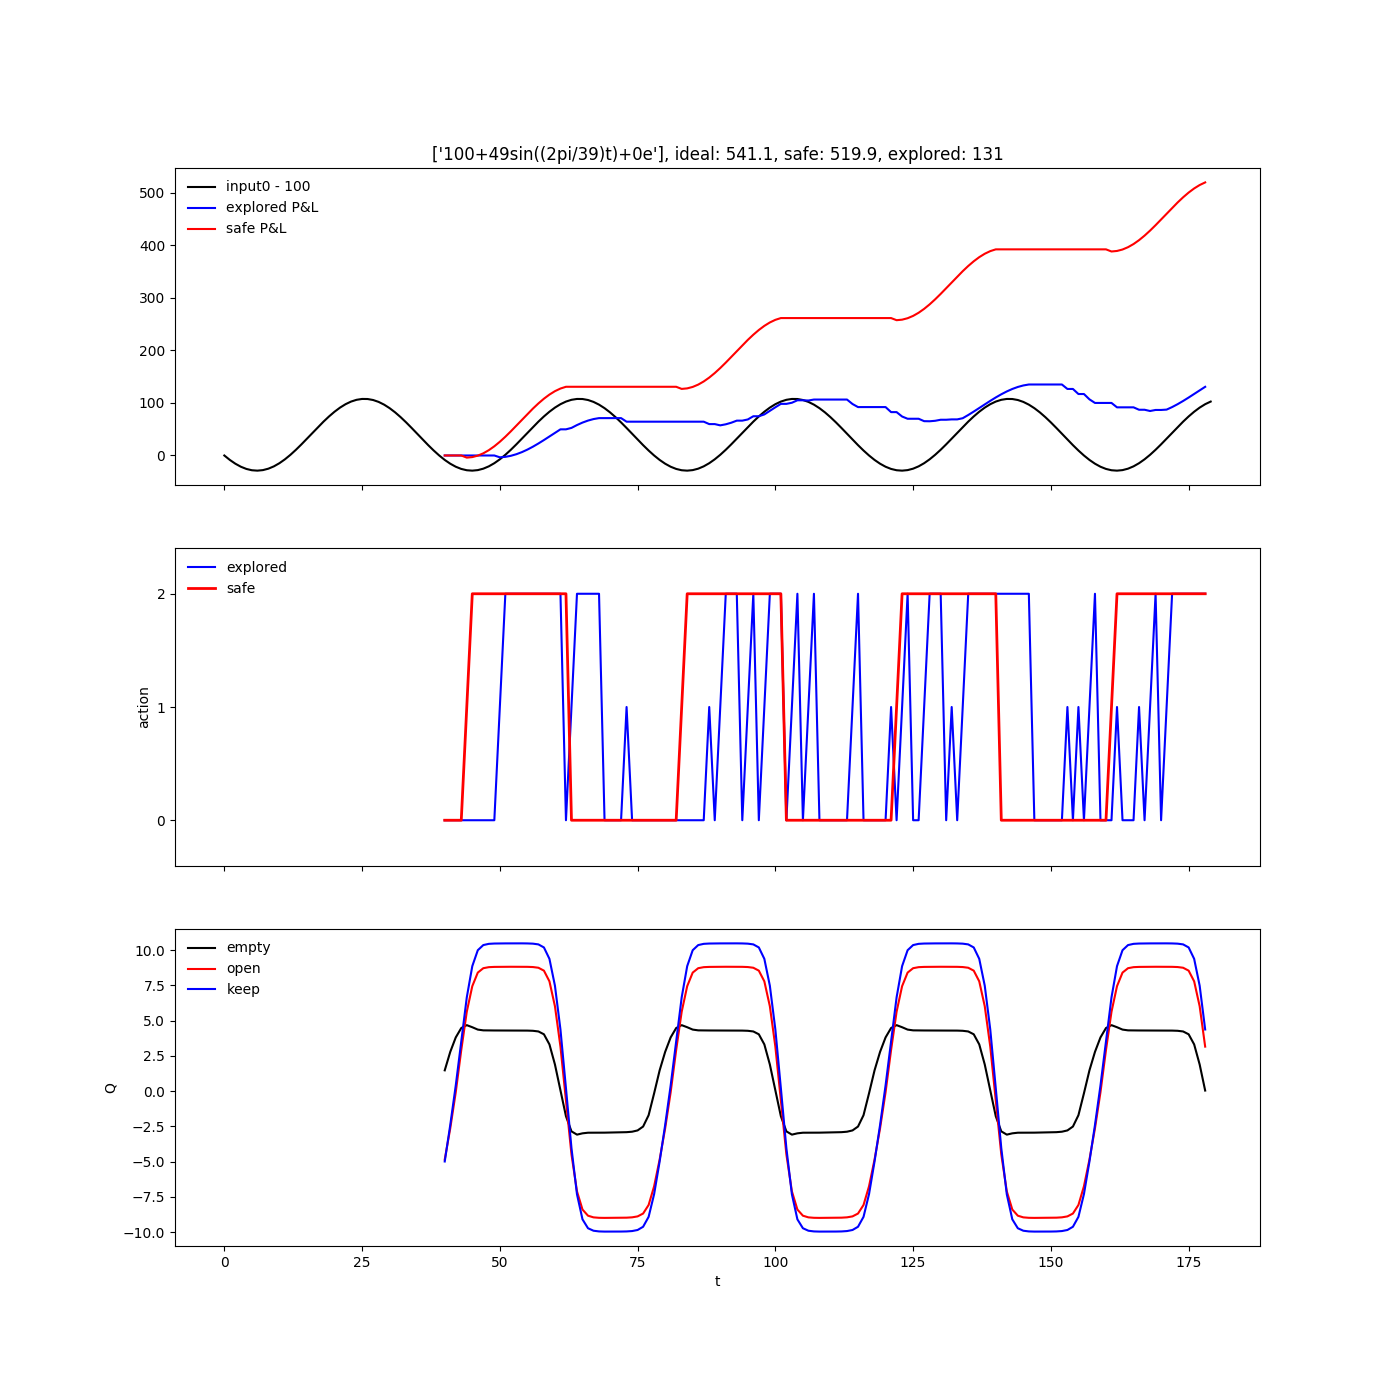 ['100+49sin((2pi/39)t)+0e'], ideal: 541.1, safe: 519.9, explored: 131
500
400
300
200
100
0
input0 - 100
explored P&L
safe P&L
action
2
1
0
explored
safe
Q
10.0
7.5
5.0
2.5
0.0
−2.5
−5.0
−7.5
−10.0
empty
open
keep
0 25 50 75 100 125 150 175
t